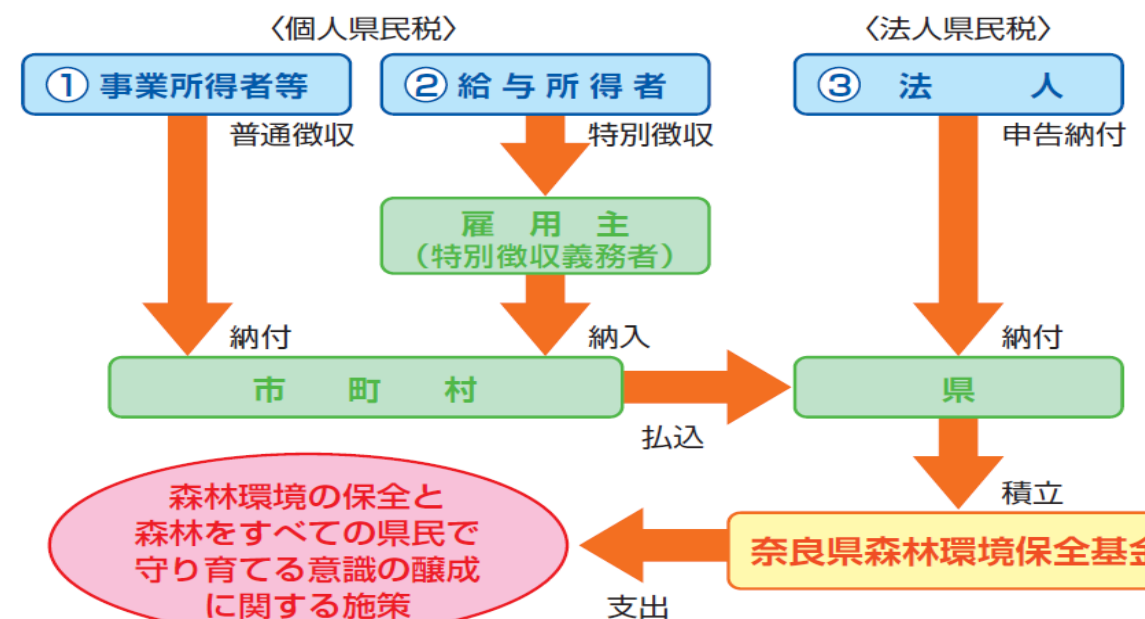 〈個人県民税〉
〈法人県民税〉
① 事業所得者等
② 給与所得者
③ 法人
普通徴収
特別徴収
申告納付
雇用主
（特別徴収義務者）
納付
納入
納付
市町村
県
払込
積立
森林環境の保全と
森林をすべての県民で
守り育てる意識の醸成
に関する施策
奈良県森林環境保全基金
支出